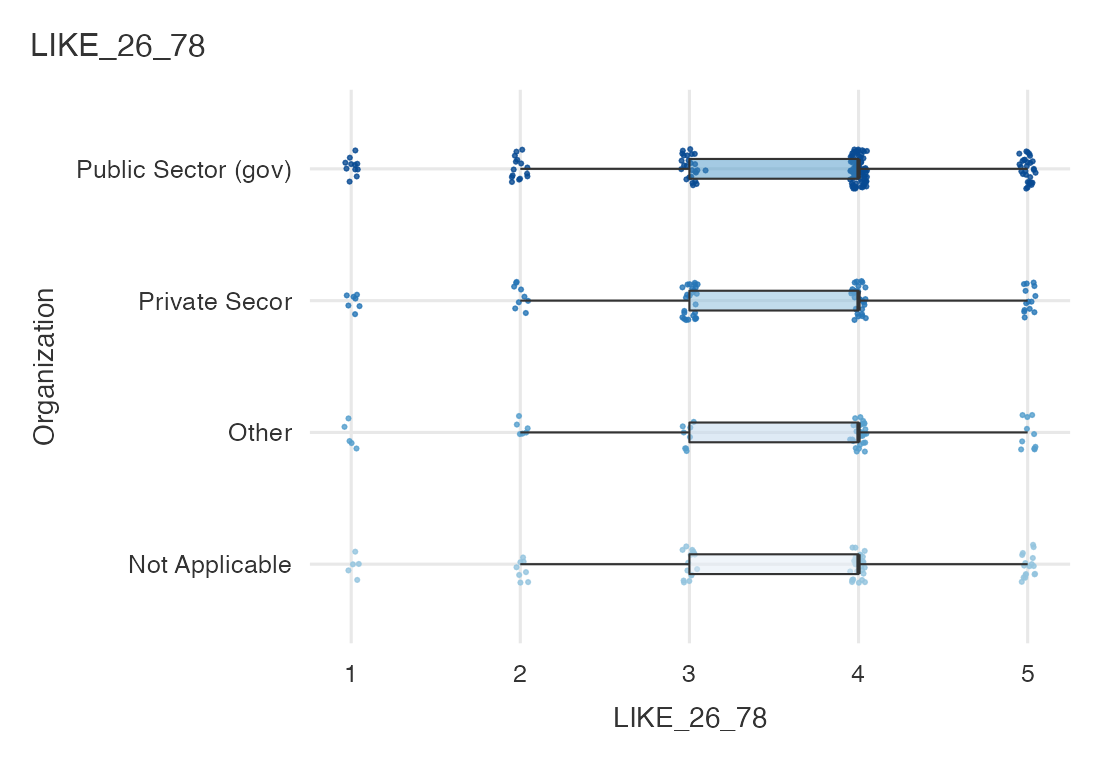 LIKE_26_78
Public Sector (gov)
Private Secor
Other
Not Applicable
Organization
1 2 3 4 5
LIKE_26_78